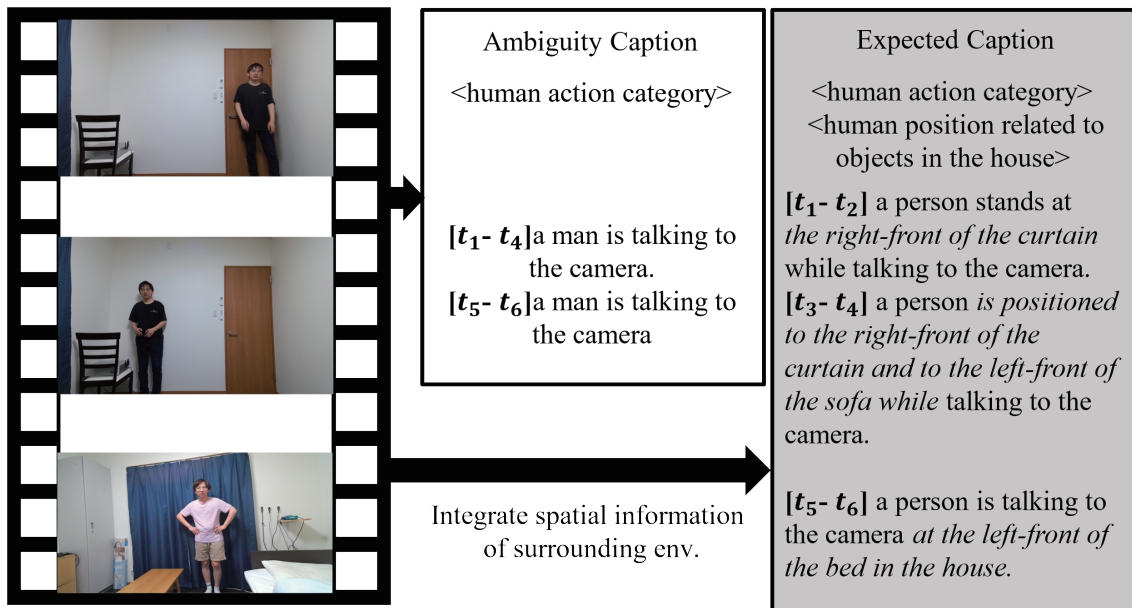 Ambiguity Caption
<human action category>
[t₁- t₄]a man is talking to
the camera.
[t₅- t₆]a man is talking to
the camera
Integrate spatial information
of surrounding env.
Expected Caption
<human action category>
<human position related to
objects in the house>
[t₁- t₂] a person stands at
the right-front of the curtain
while talking to the camera.
[t₃- t₄] a person is positioned
to the right-front of the
curtain and to the left-front of
the sofa while talking to the
camera.
[t₅- t₆] a person is talking to
the camera at the left-front of
the bed in the house.